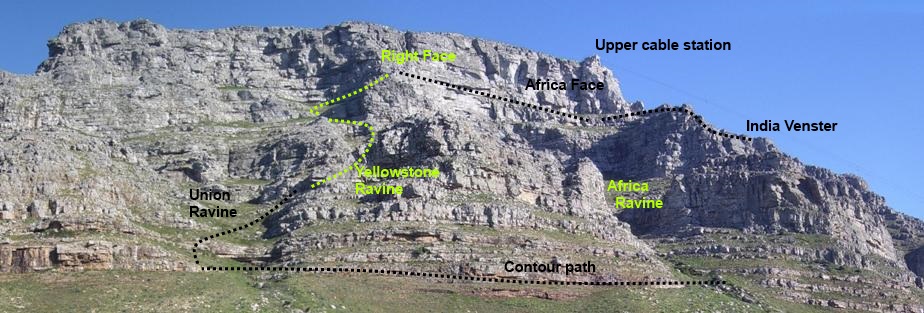 Upper cable station
Right Face
Africa Face
India Venster
Yellowstone
Ravine
Africa
Ravine
Union
Ravine
Contour path